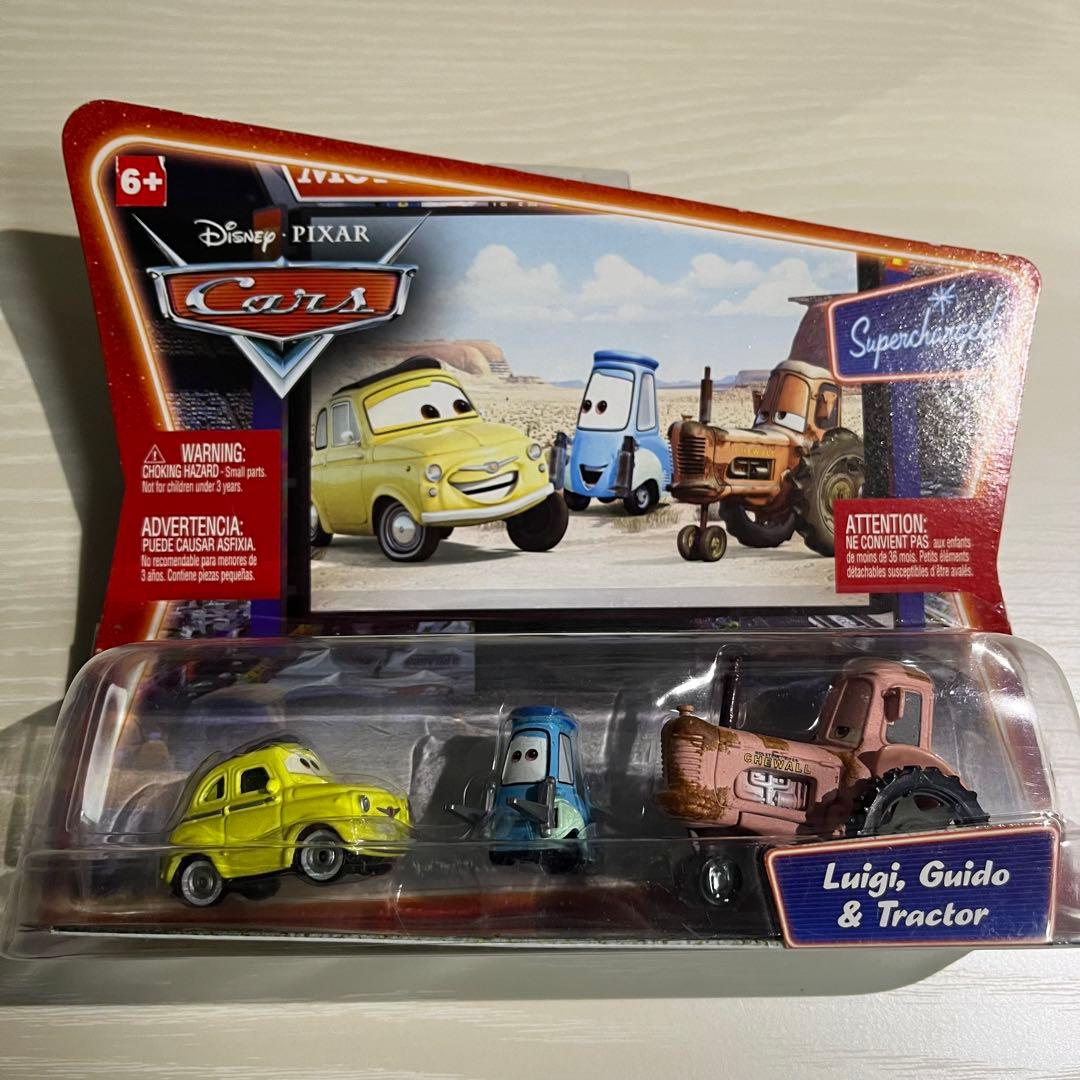 6+
DISNEY · PIXAR
Cars
Supercharged
CHEWALL
⚠ WARNING:
CHOKING HAZARD - Small parts.
Not for children under 3 years.
ADVERTENCIA:
PUEDE CAUSAR ASFIXIA.
No recomendable para menores de
3 años. Contiene piezas pequeñas.
ATTENTION:
NE CONVIENT PAS aux enfants
de moins de 36 mois. Petits éléments
détachables susceptibles d'être avalés.
CHEWALL
Luigi, Guido
& Tractor